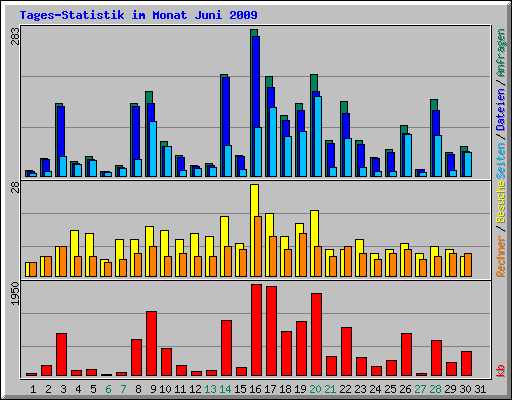 Tages-Statistik im Monat Juni 2009
283
28
1950
Rechner / Besuche Seiten / Dateien / Anfragen
kb
1 2 3 4 5 6 7 8 9 10 11 12 13 14 15 16 17 18 19 20 21 22 23 24 25 26 27 28 29 30 31